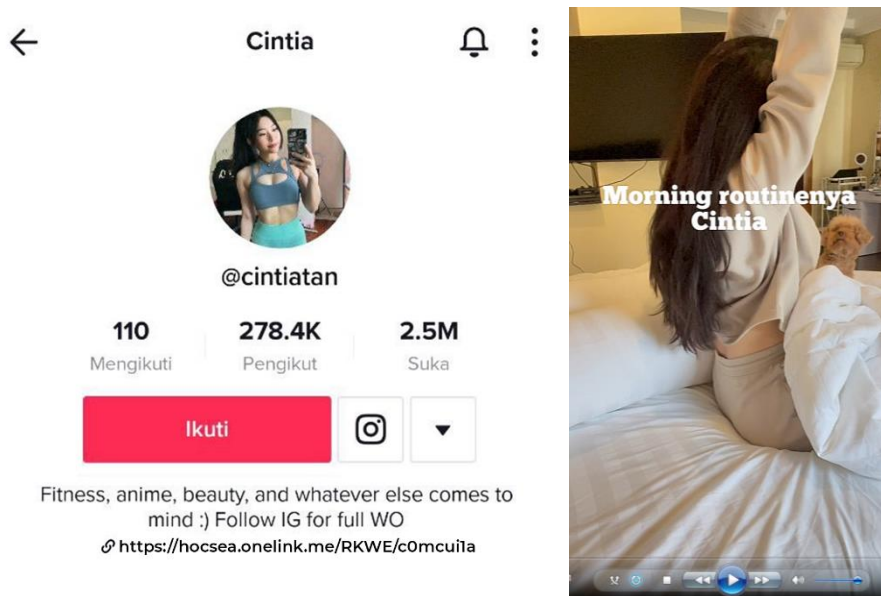 Cintia
@cintiatan
110
278.4K
2.5M
Mengikuti
Pengikut
Suka
Ikuti
Fitness, anime, beauty, and whatever else comes to
mind :) Follow IG for full WO
https://hocsea.onelink.me/RKWE/c0mcui1a
Morning routinenya
Cintia